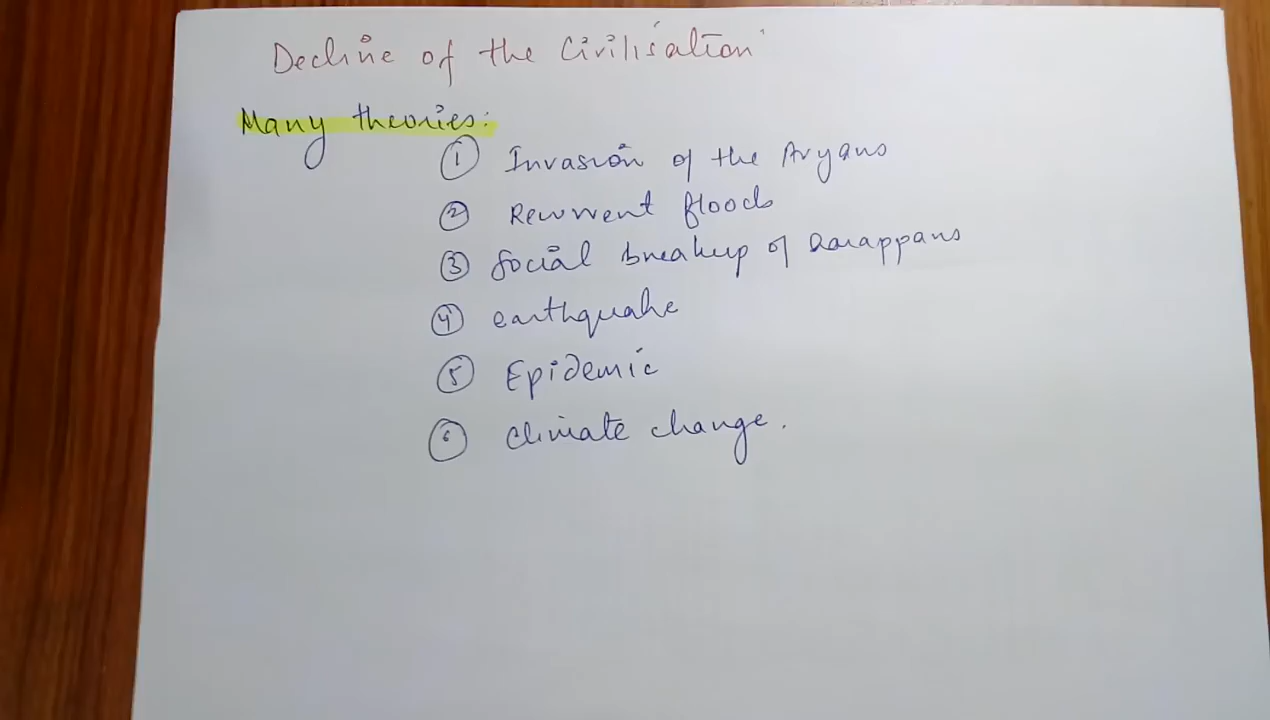 Decline of the Civilisation
Many theories:
① Invasion of the Aryans
② Recurrent floods
③ Social breakup of Harappans
④ earthquake
⑤ Epidemic
⑥ climate change.